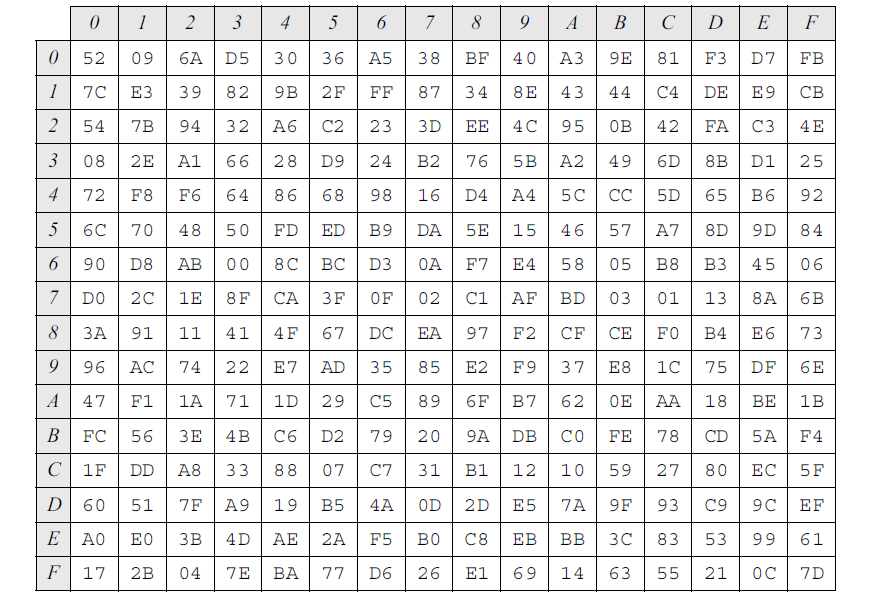 0 1 2 3 4 5 6 7 8 9 A B C D E F
0 52 09 6A D5 30 36 A5 38 BF 40 A3 9E 81 F3 D7 FB
1 7C E3 39 82 9B 2F FF 87 34 8E 43 44 C4 DE E9 CB
2 54 7B 94 32 A6 C2 23 3D EE 4C 95 0B 42 FA C3 4E
3 08 2E A1 66 28 D9 24 B2 76 5B A2 49 6D 8B D1 25
4 72 F8 F6 64 86 68 98 16 D4 A4 5C CC 5D 65 B6 92
5 6C 70 48 50 FD ED B9 DA 5E 15 46 57 A7 8D 9D 84
6 90 D8 AB 00 8C BC D3 0A F7 E4 58 05 B8 B3 45 06
7 D0 2C 1E 8F CA 3F 0F 02 C1 AF BD 03 01 13 8A 6B
8 3A 91 11 41 4F 67 DC EA 97 F2 CF CE F0 B4 E6 73
9 96 AC 74 22 E7 AD 35 85 E2 F9 37 E8 1C 75 DF 6E
A 47 F1 1A 71 1D 29 C5 89 6F B7 62 0E AA 18 BE 1B
B FC 56 3E 4B C6 D2 79 20 9A DB C0 FE 78 CD 5A F4
C 1F DD A8 33 88 07 C7 31 B1 12 10 59 27 80 EC 5F
D 60 51 7F A9 19 B5 4A 0D 2D E5 7A 9F 93 C9 9C EF
E A0 E0 3B 4D AE 2A F5 B0 C8 EB BB 3C 83 53 99 61
F 17 2B 04 7E BA 77 D6 26 E1 69 14 63 55 21 0C 7D